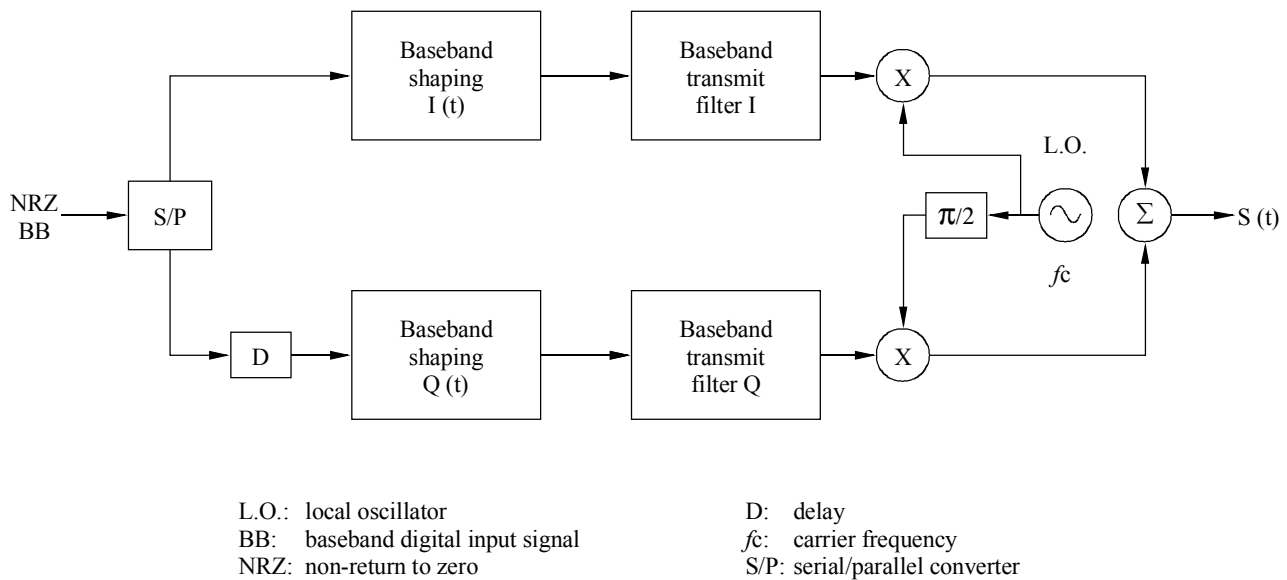 Baseband
shaping
I (t)
Baseband
transmit
filter I
X
L.O.
NRZ
BB
S/P
π/2
Σ
S (t)
fc
D
Baseband
shaping
Q (t)
Baseband
transmit
filter Q
X
L.O.: local oscillator
BB: baseband digital input signal
NRZ: non-return to zero
D: delay
fc: carrier frequency
S/P: serial/parallel converter